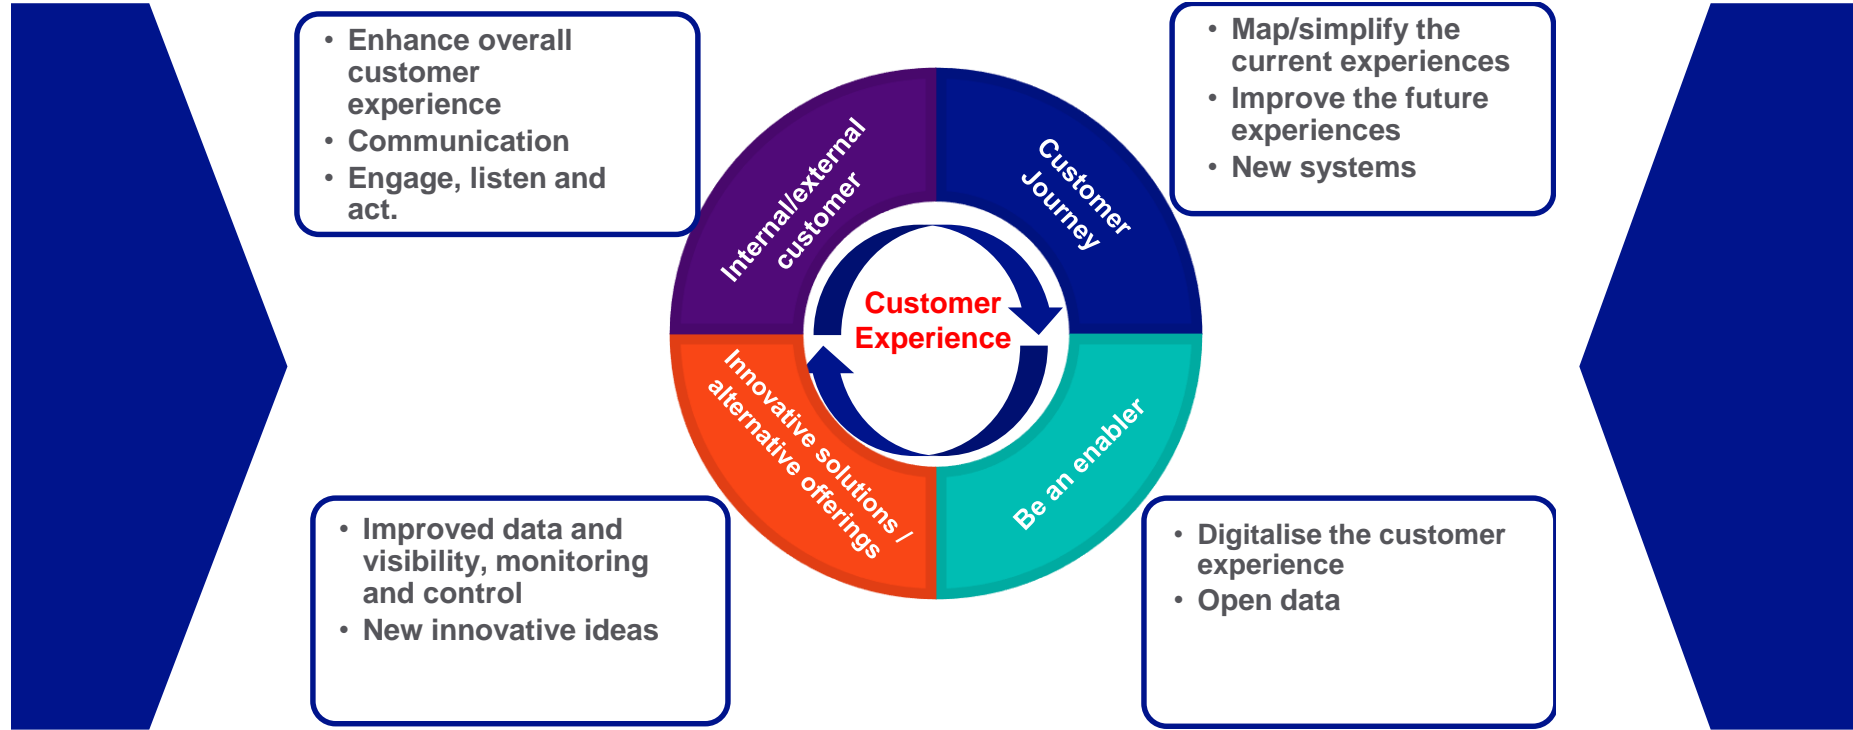 • Enhance overall
customer
experience
• Communication
• Engage, listen and
act.
• Map/simplify the
current experiences
• Improve the future
experiences
• New systems
Internal/external
customer
Customer
Journey
Customer
Experience
Innovative solutions /
alternative offerings
Be an enabler
• Improved data and
visibility, monitoring
and control
• New innovative ideas
• Digitalise the customer
experience
• Open data